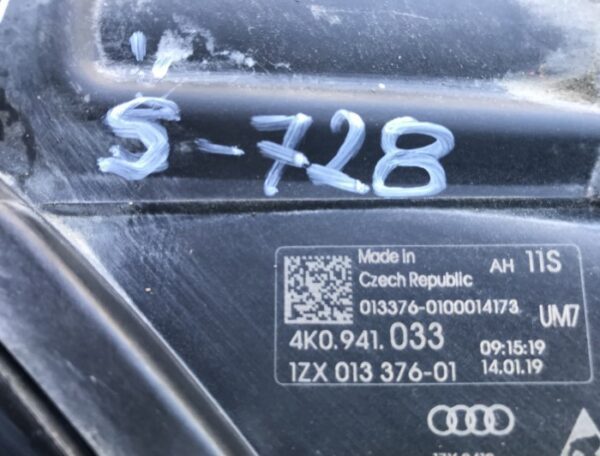 S-728
Made in
Czech Republic
AH 11S
013376-0100014173
UM7
4K0.941.033
09:15:19
1ZX 013 376-01
14.01.19